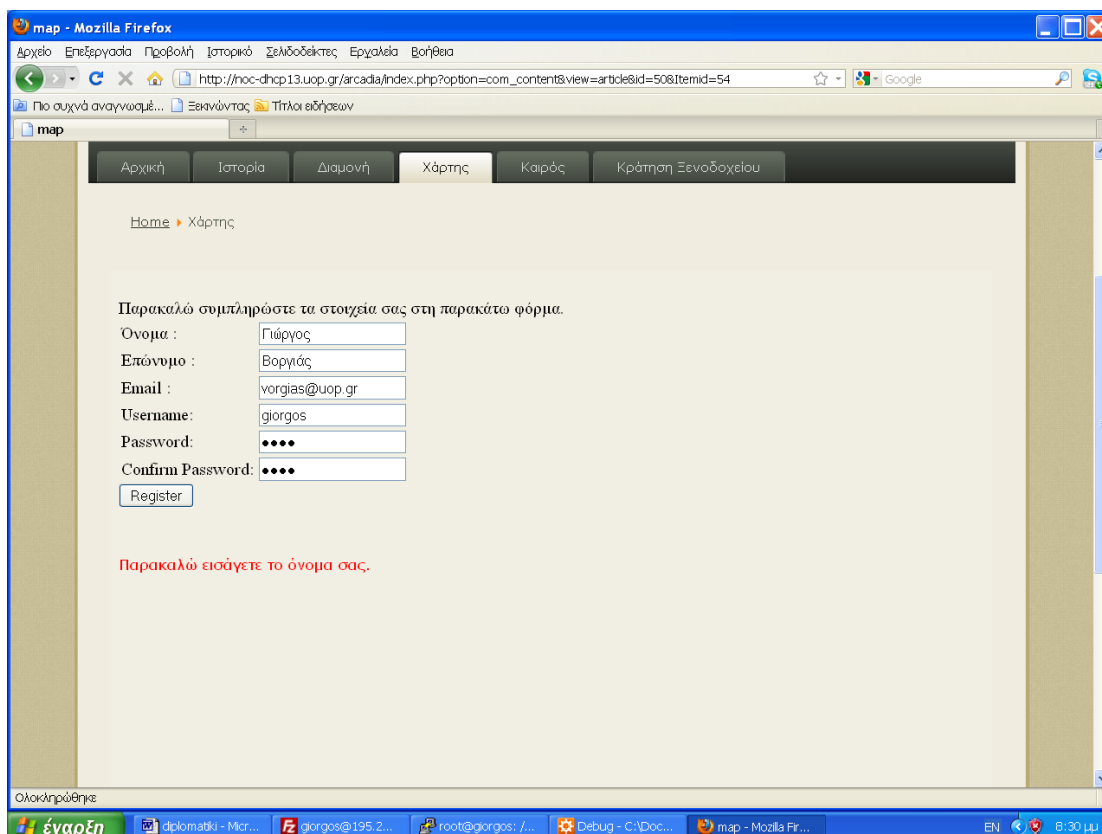 map - Mozilla Firefox
Αρχείο Επεξεργασία Προβολή Ιστορικό Σελιδοδείκτες Εργαλεία Βοήθεια
http://noc-dhcp13.uop.gr/arcadia/index.php?option=com_content&view=article&id=50&Itemid=54 Google
Πιο συχνά αναγνωσμέ... Ξεκινώντας Τίτλοι ειδήσεων
map
Αρχική Ιστορία Διαμονή Χάρτης Καιρός Κράτηση Ξενοδοχείου
Home Χάρτης
Παρακαλώ συμπληρώστε τα στοιχεία σας στη παρακάτω φόρμα.
Όνομα : Γιώργος
Επώνυμο : Βοργιάς
Email : vorgias@uop.gr
Username: giorgos
Password: ●●●●
Confirm Password: ●●●●
Register
Παρακαλώ εισάγετε το όνομα σας.
Ολοκληρώθηκε
έναρξη diplomatiki - Micr... giorgos@195.2... root@giorgos: /... Debug - C:\Doc... map - Mozilla Fir... EN 8:30 μμ